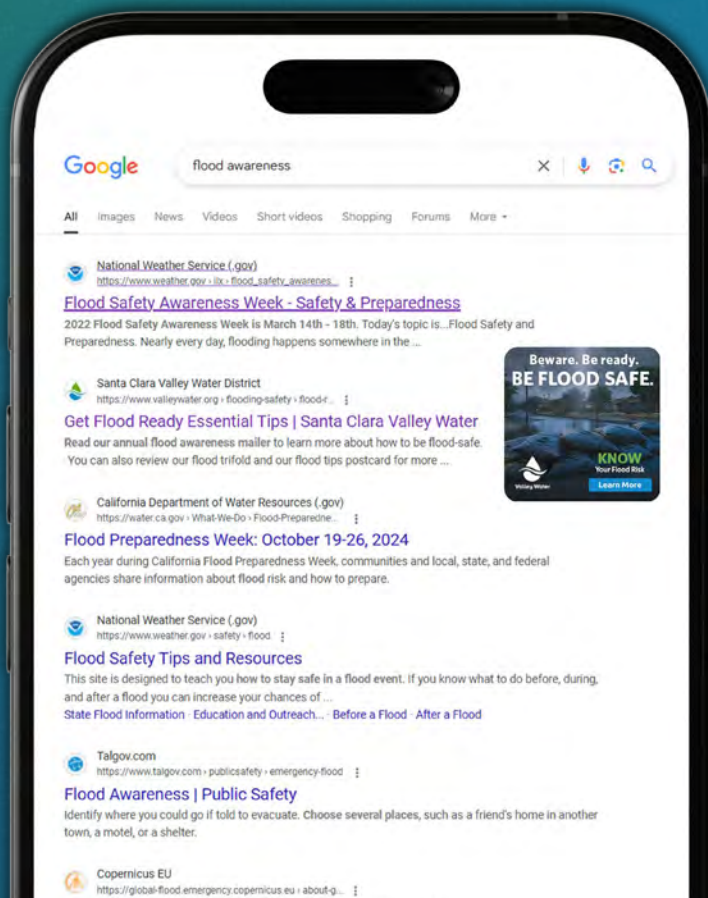 Google
flood awareness
All Images News Videos Short videos Shopping Forums More
National Weather Service (.gov)
https://www.weather.gov › ilx › flood_safety_awarenes...
Flood Safety Awareness Week - Safety & Preparedness
2022 Flood Safety Awareness Week is March 14th - 18th. Today's topic is...Flood Safety and
Preparedness. Nearly every day, flooding happens somewhere in the ...
Santa Clara Valley Water District
https://www.valleywater.org › flooding-safety › flood-r...
Get Flood Ready Essential Tips | Santa Clara Valley Water
Read our annual flood awareness mailer to learn more about how to be flood-safe.
You can also review our flood trifold and our flood tips postcard for more ....
Beware. Be ready.
BE FLOOD SAFE.
KNOW
Your Flood Risk
Valley Water
Learn More
California Department of Water Resources (.gov)
https://water.ca.gov › What-We-Do › Flood-Preparedne...
Flood Preparedness Week: October 19-26, 2024
Each year during California Flood Preparedness Week, communities and local, state, and federal
agencies share information about flood risk and how to prepare.
National Weather Service (.gov)
https://www.weather.gov › safety › flood
Flood Safety Tips and Resources
This site is designed to teach you how to stay safe in a flood event. If you know what to do before, during,
and after a flood you can increase your chances of ...
State Flood Information · Education and Outreach... · Before a Flood · After a Flood
Talgov.com
https://www.talgov.com › publicsafety › emergency-flood
Flood Awareness | Public Safety
Identify where you could go if told to evacuate. Choose several places, such as a friend's home in another
town, a motel, or a shelter.
Copernicus EU
https://global-flood.emergency.copernicus.eu › about-g...